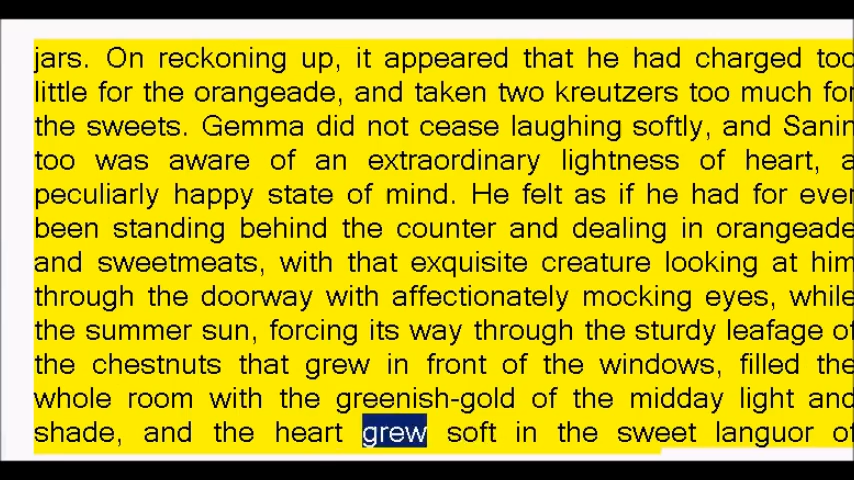 jars. On reckoning up, it appeared that he had charged too
little for the orangeade, and taken two kreutzers too much for
the sweets. Gemma did not cease laughing softly, and Sanin
too was aware of an extraordinary lightness of heart, a
peculiarly happy state of mind. He felt as if he had for ever
been standing behind the counter and dealing in orangeade
and sweetmeats, with that exquisite creature looking at him
through the doorway with affectionately mocking eyes, while
the summer sun, forcing its way through the sturdy leafage of
the chestnuts that grew in front of the windows, filled the
whole room with the greenish-gold of the midday light and
shade, and the heart grew soft in the sweet languor of